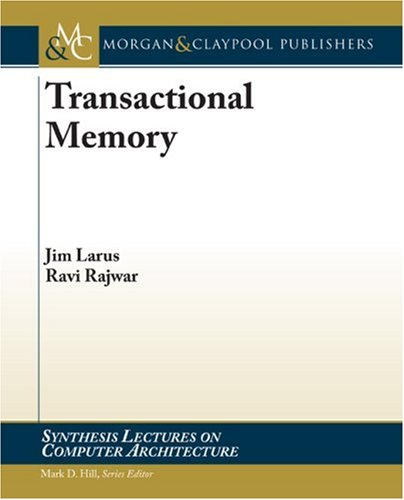 M
&C
MORGAN & CLAYPOOL PUBLISHERS
Transactional
Memory
Jim Larus
Ravi Rajwar
SYNTHESIS LECTURES ON
COMPUTER ARCHITECTURE
Mark D. Hill, Series Editor